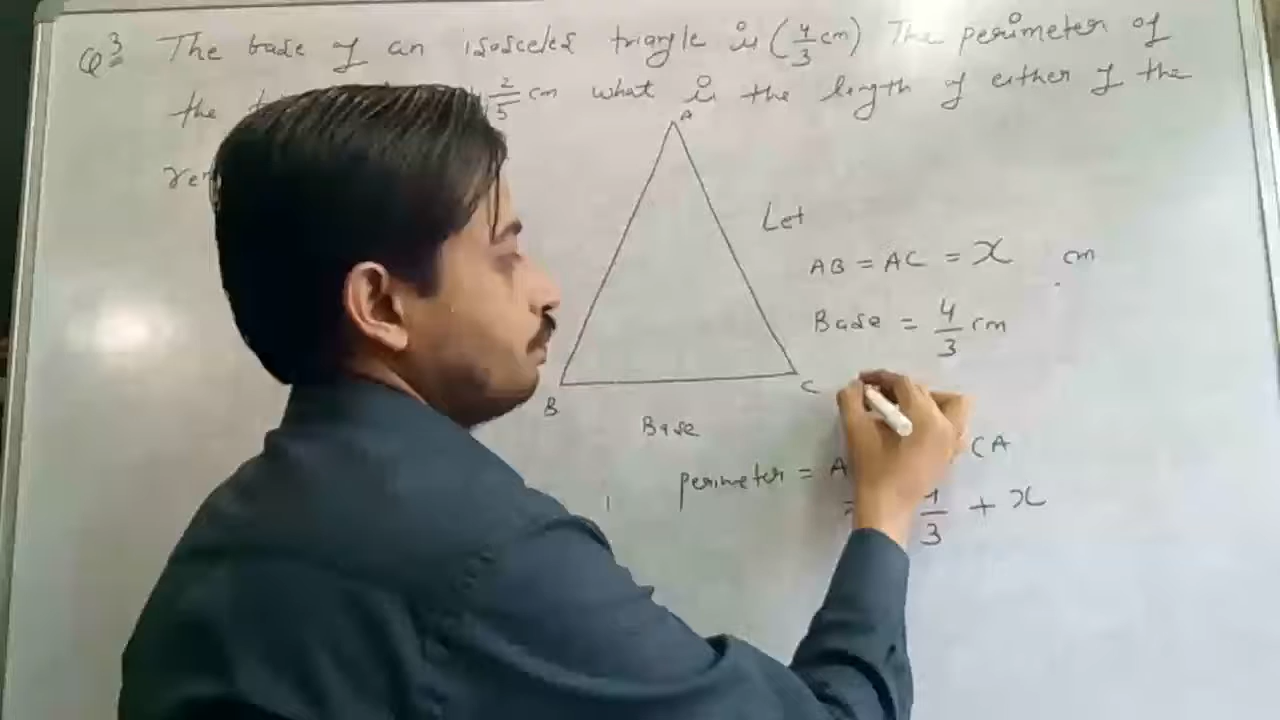 Q3 The base of an isosceles triangle is (4/3 cm) The perimeter of
the 2/5 cm what is the length of either of the
A
Let
AB = AC = x cm
Base = 4/3 cm
B C
Base
CA
perimeter = A
/3 + x